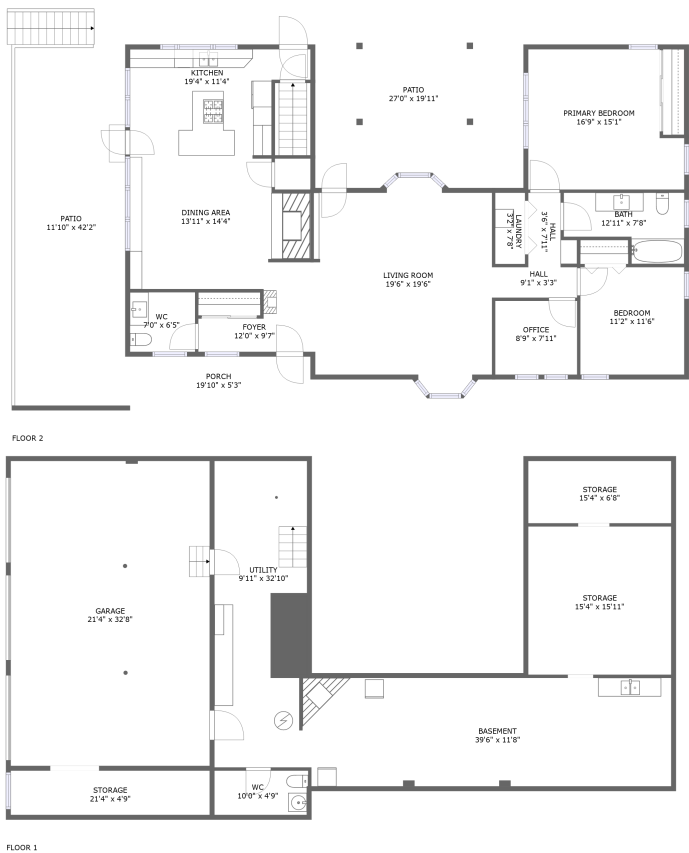 KITCHEN
19'4" x 11'4"
PATIO
27'0" x 19'11"
PRIMARY BEDROOM
16'9" x 15'1"
PATIO
11'10" x 42'2"
DINING AREA
13'11" x 14'4"
LAUNDRY
3'2" x 7'8"
HALL
3'6" x 7'11"
BATH
12'11" x 7'8"
LIVING ROOM
19'6" x 19'6"
HALL
9'1" x 3'3"
WC
7'0" x 6'5"
FOYER
12'0" x 9'7"
OFFICE
8'9" x 7'11"
BEDROOM
11'2" x 11'6"
PORCH
19'10" x 5'3"
FLOOR 2
STORAGE
15'4" x 6'8"
UTILITY
9'11" x 32'10"
GARAGE
21'4" x 32'8"
STORAGE
15'4" x 15'11"
BASEMENT
39'6" x 11'8"
STORAGE
21'4" x 4'9"
WC
10'0" x 4'9"
FLOOR 1